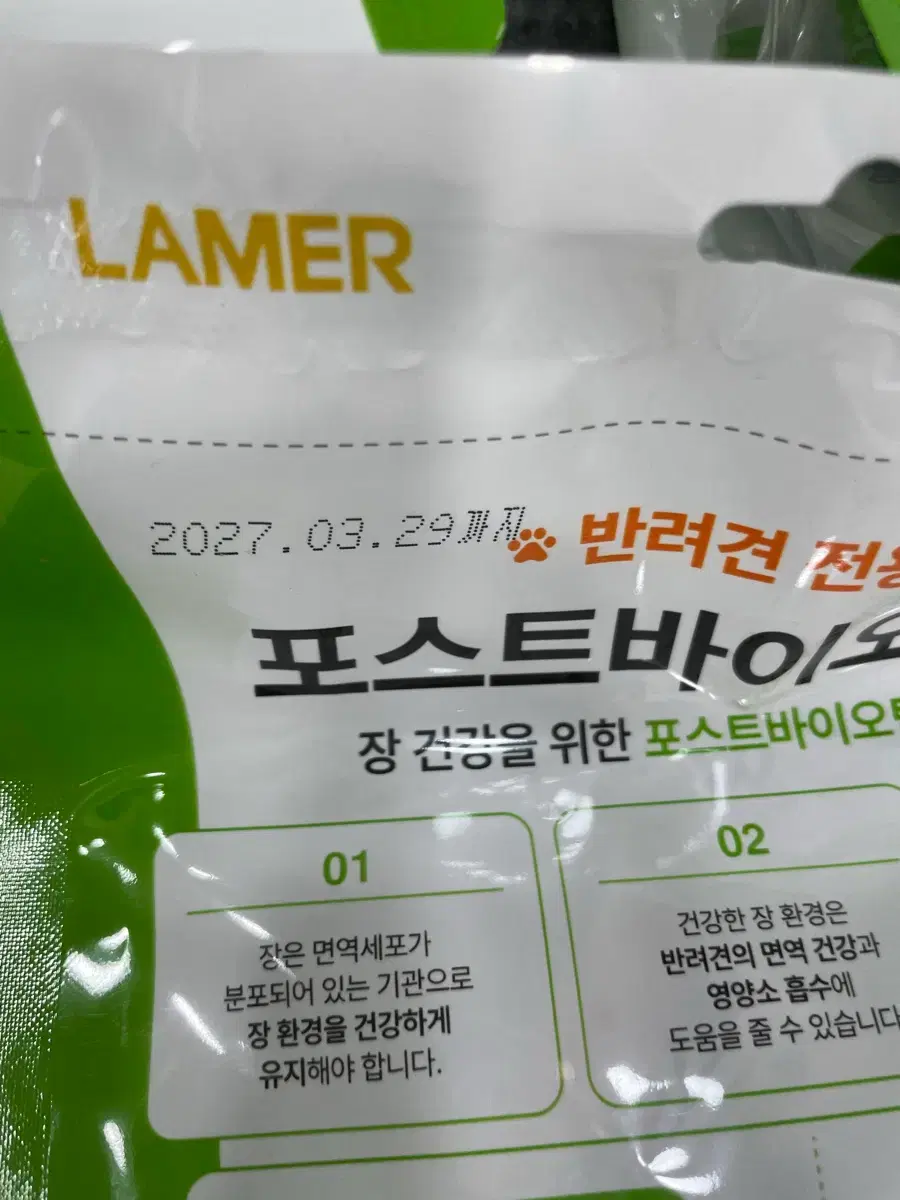 LAMER
2027.03.29까지
반려견
포스트바이오
장 건강을 위한 포스트바이오
01
장은 면역세포가
분포되어 있는 기관으로
장 환경을 건강하게
유지해야 합니다.
02
건강한 장 환경은
반려견의 면역 건강과
영양소 흡수에
도움을 줄 수 있습니다